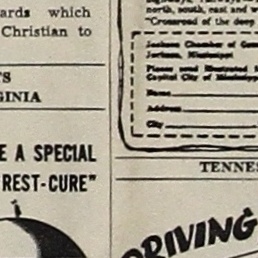 ards which
Christian to
S
GINIA
E A SPECIAL
REST-CURE"
north, south, east and w
"Crossroad of the deep
Jackson Chamber of Com
Jackson, Mississippi
Please send illustrated
Capital City of Mississipp
Name
Address
City
TENNES
DRIVING